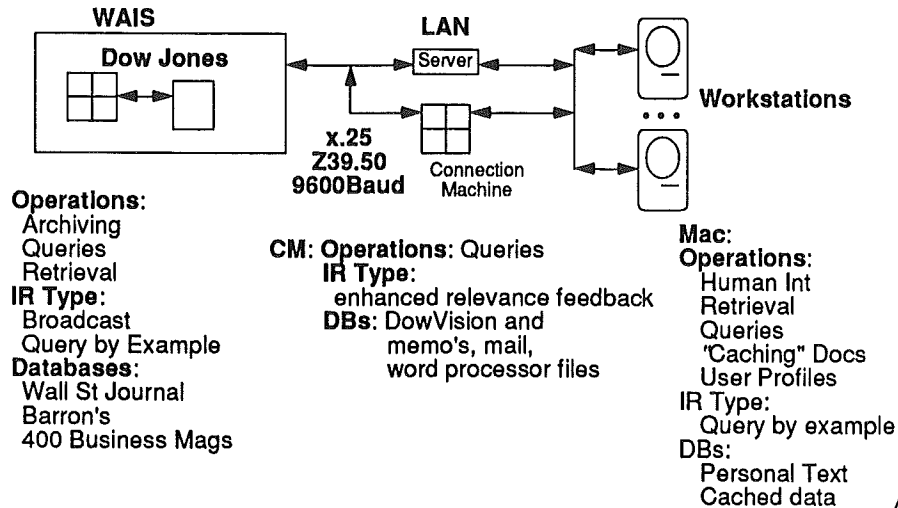 WAIS
Dow Jones
LAN
Server
Workstations
x.25
Z39.50
9600Baud
Connection
Machine
Operations:
Archiving
Queries
Retrieval
IR Type:
Broadcast
Query by Example
Databases:
Wall St Journal
Barron's
400 Business Mags
CM: Operations: Queries
IR Type:
enhanced relevance feedback
DBs: DowVision and
memo's, mail,
word processor files
Mac:
Operations:
Human Int
Retrieval
Queries
"Caching" Docs
User Profiles
IR Type:
Query by example
DBs:
Personal Text
Cached data